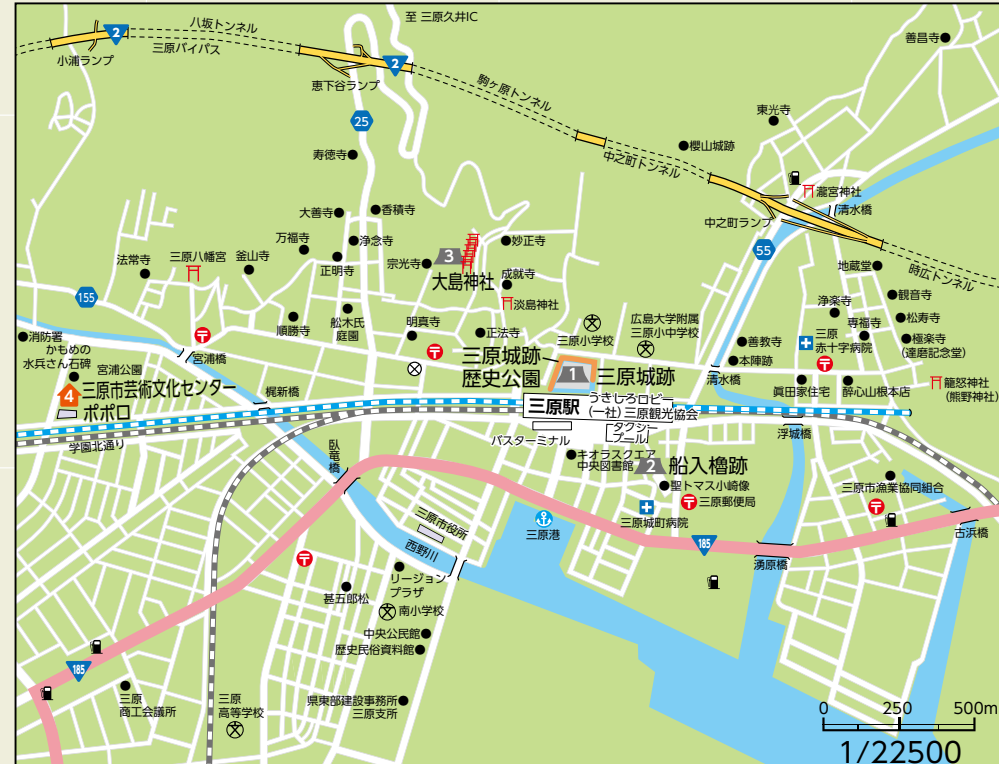 至 三原久井IC
八坂トンネル
2
小浦ランプ
三原バイパス
2
恵下谷ランプ
駒ヶ原トンネル
善昌寺
25
東光寺
寿徳寺
櫻山城跡
中之町トンネル
瀧宮神社
清水橋
大善寺
香積寺
中之町ランプ
55
万福寺
浄念寺
妙正寺
法常寺
三原八幡宮
釜山寺
正明寺
宗光寺
3
大島神社
成就寺
地蔵堂
時広トンネル
155
淡島神社
観音寺
浄楽寺
船木氏
庭園
順勝寺
明真寺
正法寺
三原小学校
広島大学附属
三原小中学校
専福寺
松寿寺
善教寺
三原
赤十字病院
極楽寺
(達磨記念堂)
消防署
かもめの
水兵さん石碑
宮浦公園
宮浦橋
三原城跡
歴史公園
1
三原城跡
本陣跡
清水橋
眞田家住宅
醉心山根本店
籠怒神社
(熊野神社)
4
三原市芸術文化センター
ポポロ
梶新橋
三原駅
うきしろロビー
(一社)三原観光協会
バスターミナル
タクシー
プール
浮城橋
学園北通り
臥竜橋
キオラスクエア
中央図書館
2
船入櫓跡
聖トマス小崎像
三原市漁業協同組合
三原市役所
三原港
三原城町病院
三原郵便局
古浜橋
西野川
185
湧原橋
リージョン
プラザ
甚五郎松
南小学校
中央公民館
歴史民俗資料館
185
三原
商工会議所
三原
高等学校
県東部建設事務所
三原支所
0 250 500m
1/22500